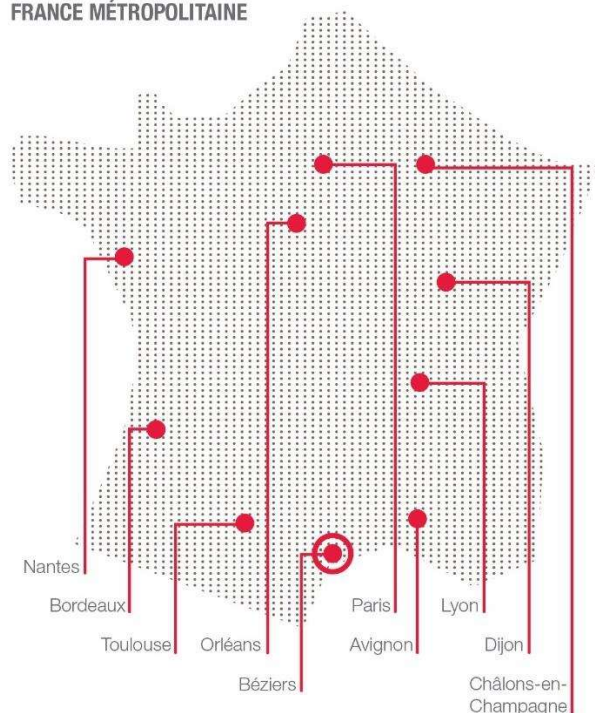 FRANCE MÉTROPOLITAINE
Nantes
Bordeaux
Paris
Lyon
Toulouse
Orléans
Avignon
Dijon
Béziers
Châlons-en-
Champagne